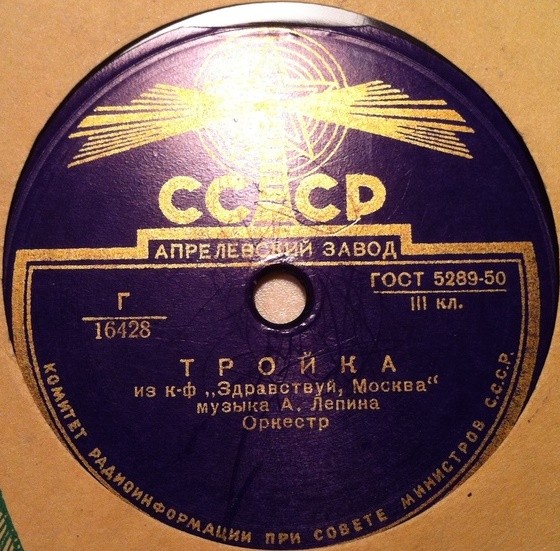 СССР
АПРЕЛЕВСКИЙ ЗАВОД
ГОСТ 5289-50
III кл.
Г
16428
ТРОЙКА
из к-ф „Здравствуй, Москва“
музыка А. Лепина
Оркестр
КОМИТЕТ РАДИОИНФОРМАЦИИ ПРИ СОВЕТЕ МИНИСТРОВ С.С.С.Р.